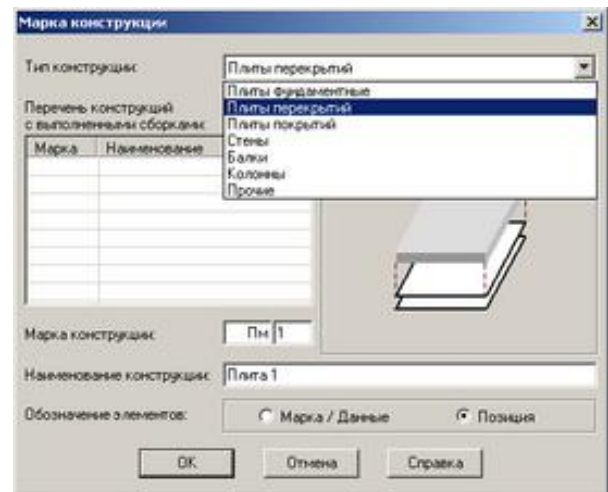 Марка конструкции
Тип конструкции: Плиты перекрытий
Плиты фундаментные
Плиты перекрытий
Плиты покрытий
Стены
Балки
Колонны
Прочие
Перечень конструкций
с выполненными сборками:
Марка Наименование
Марка конструкции: Пм 1
Наименование конструкции: Плита 1
Обозначение элементов: Марка / Данные Позиция
OK Отмена Справка